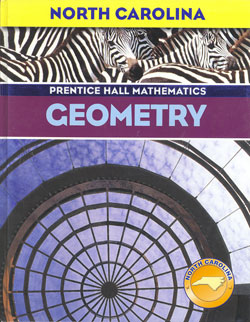 NORTH CAROLINA
PRENTICE HALL MATHEMATICS
GEOMETRY
NORTH CAROLINA